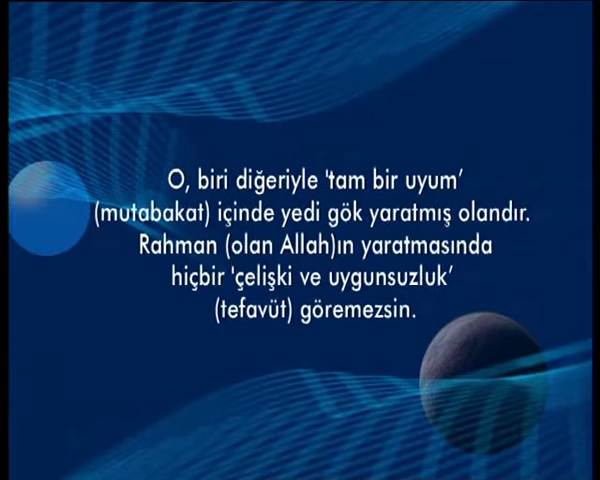 O, biri diğeriyle 'tam bir uyum’
(mutabakat) içinde yedi gök yaratmış olandır.
Rahman (olan Allah)ın yaratmasında
hiçbir 'çelişki ve uygunsuzluk’
(tefavüt) göremezsin.